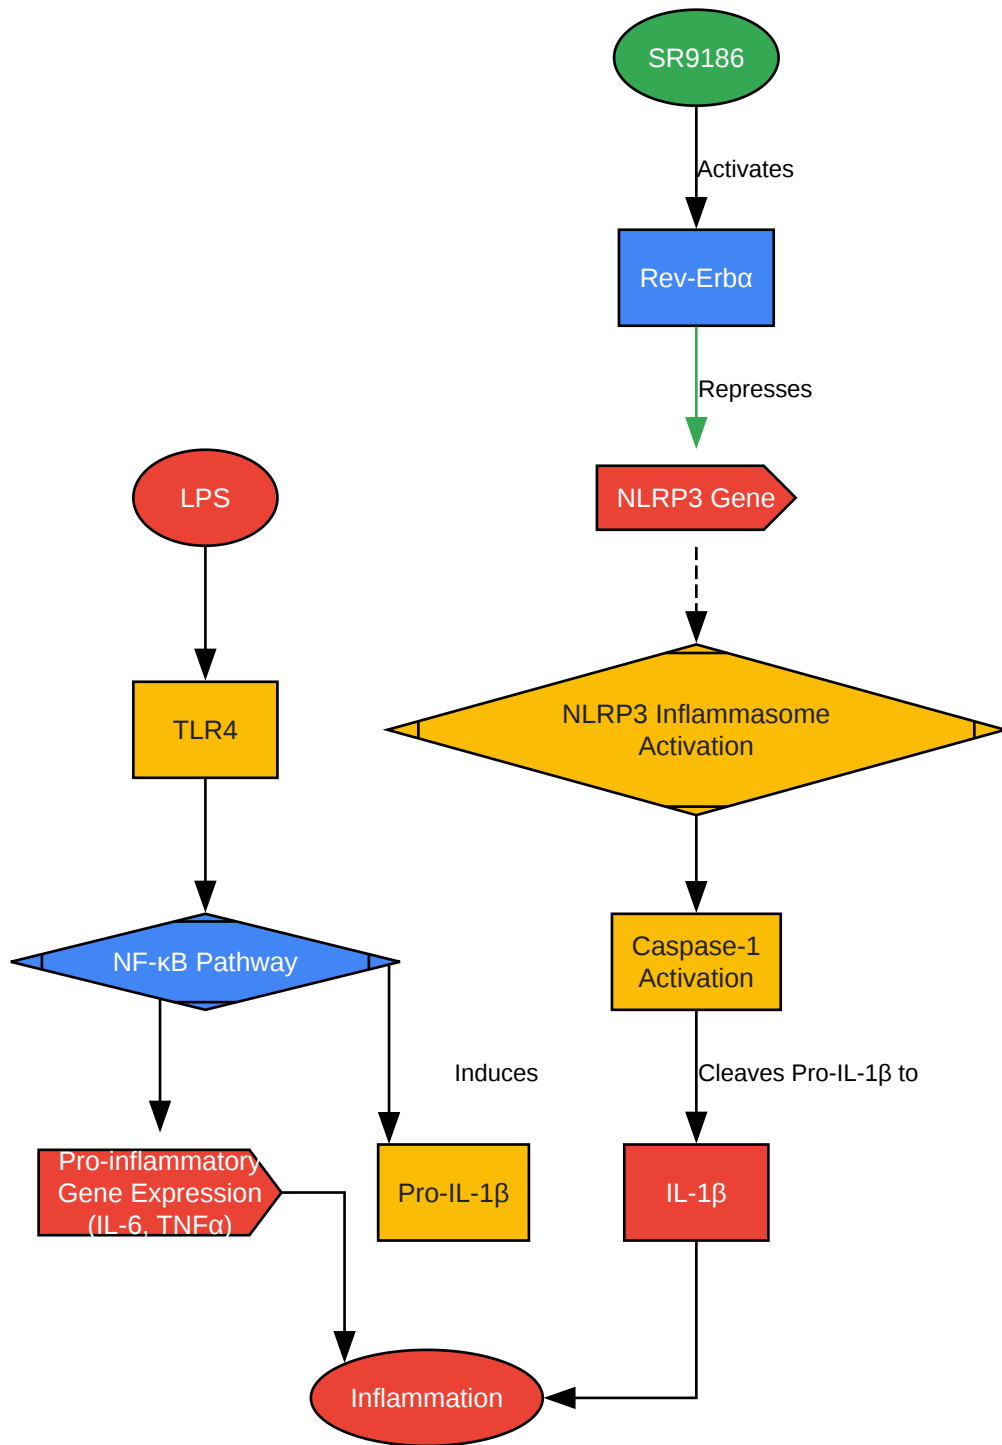 SR9186
Activates
Rev-Erbα
Represses
LPS
NLRP3 Gene
TLR4
NLRP3 Inflammasome
Activation
NF-κB Pathway
Caspase-1
Activation
Induces
Cleaves Pro-IL-1β to
Pro-inflammatory
Gene Expression
(IL-6, TNFα)
Pro-IL-1β
IL-1β
Inflammation